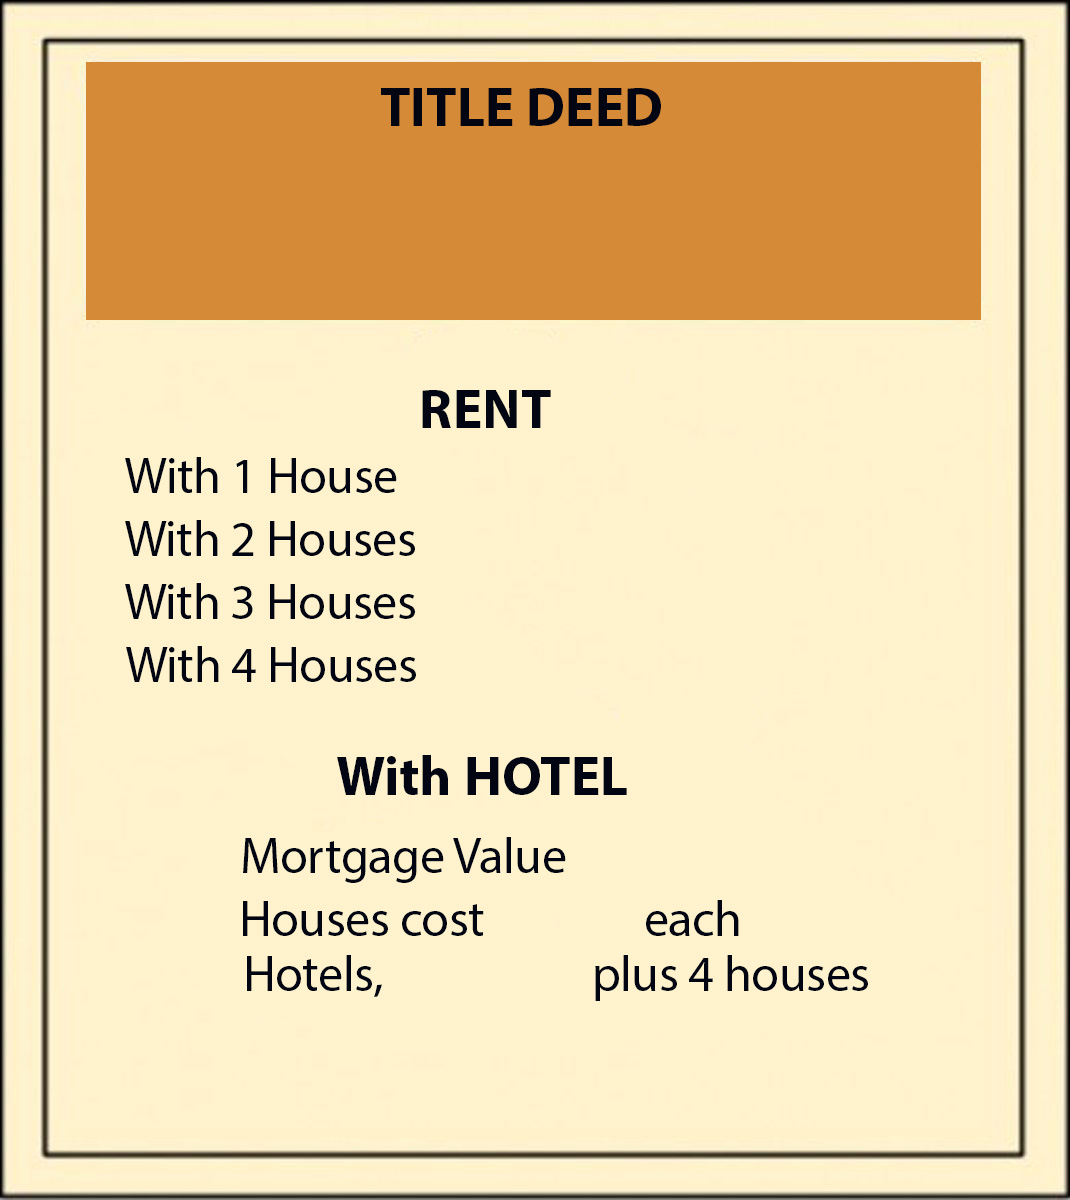 TITLE DEED
RENT
With 1 House
With 2 Houses
With 3 Houses
With 4 Houses
With HOTEL
Mortgage Value
Houses cost each
Hotels, plus 4 houses